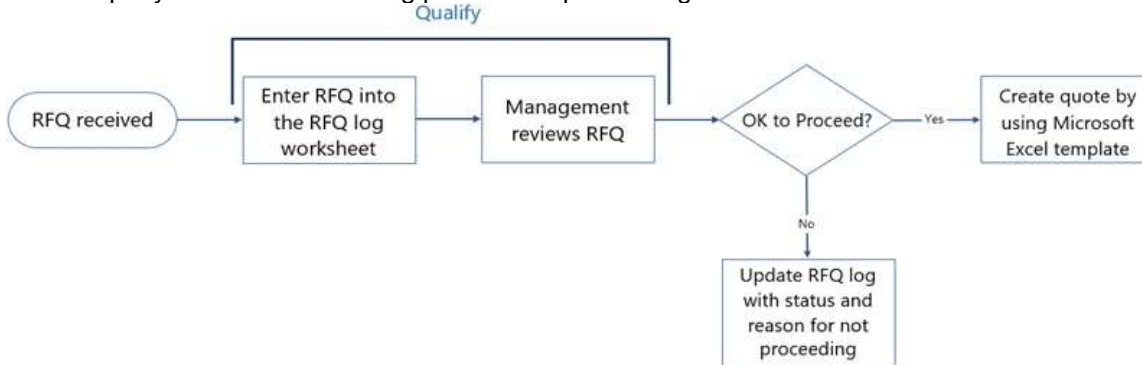 Qualify
RFQ received
Enter RFQ into
the RFQ log
worksheet
Management
reviews RFQ
OK to Proceed?
Yes
Create quote by
using Microsoft
Excel template
No
Update RFQ log
with status and
reason for not
proceeding